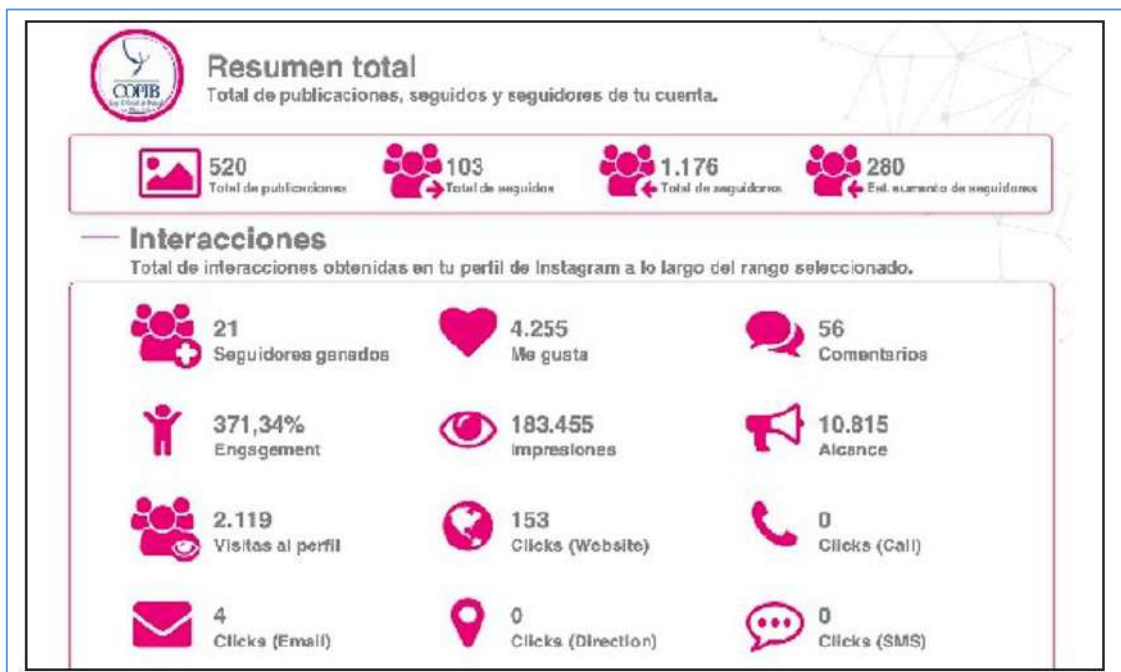 COPIB
Resumen total
Total de publicaciones, seguidos y seguidores de tu cuenta.
520
Total de publicaciones
103
Total de seguidos
1.176
Total de seguidores
280
Est. aumento de seguidores
Interacciones
Total de interacciones obtenidas en tu perfil de Instagram a lo largo del rango seleccionado.
21
Seguidores ganados
4.255
Me gusta
56
Comentarios
371,34%
Engagement
183.455
Impresiones
10.815
Alcance
2.119
Visitas al perfil
153
Clicks (Website)
0
Clicks (Call)
4
Clicks (Email)
0
Clicks (Direction)
0
Clicks (SMS)